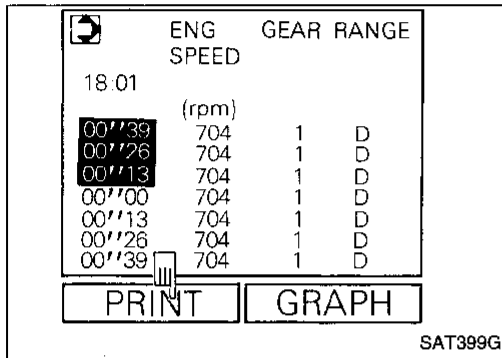 ENG GEAR RANGE
SPEED
18:01
(rpm)
00''39 704 1 D
00''26 704 1 D
00''13 704 1 D
00''00 704 1 D
00''13 704 1 D
00''26 704 1 D
00''39 704 1 D
PRINT GRAPH
SAT399G